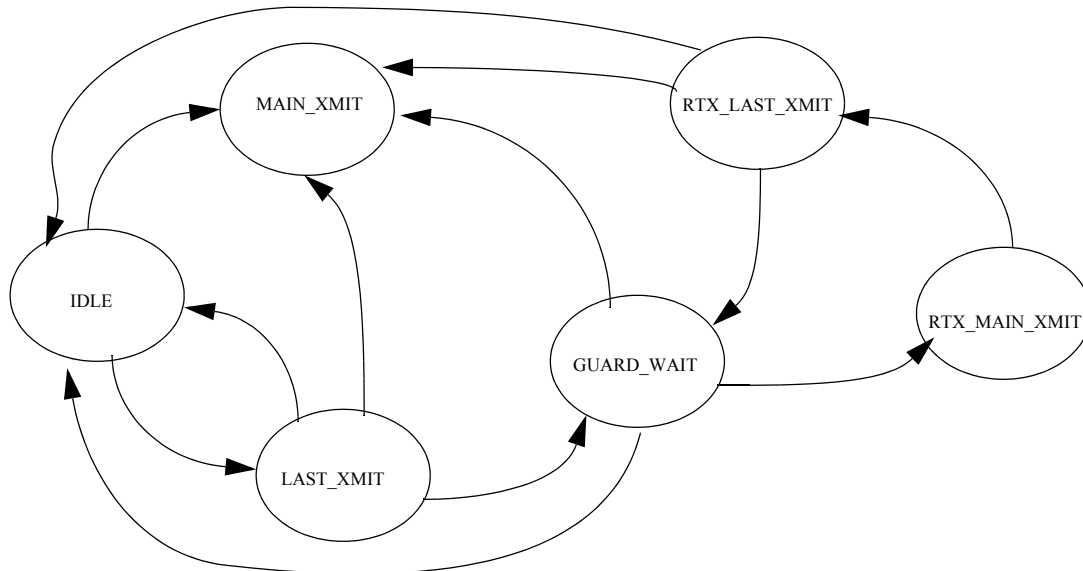 MAIN_XMIT
RTX_LAST_XMIT
IDLE
RTX_MAIN_XMIT
GUARD_WAIT
LAST_XMIT